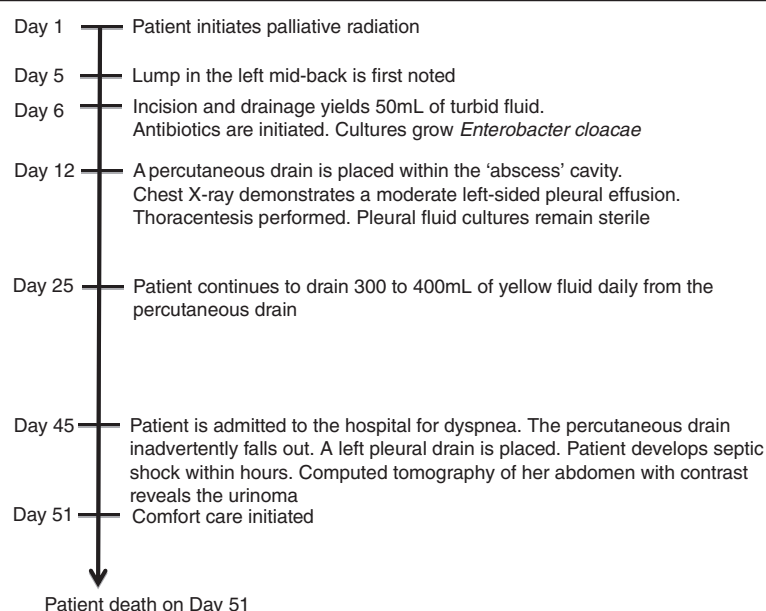 Day 1 Patient initiates palliative radiation
Day 5 Lump in the left mid-back is first noted
Day 6 Incision and drainage yields 50mL of turbid fluid.
Antibiotics are initiated. Cultures grow Enterobacter cloacae
Day 12 A percutaneous drain is placed within the ‘abscess’ cavity.
Chest X-ray demonstrates a moderate left-sided pleural effusion.
Thoracentesis performed. Pleural fluid cultures remain sterile
Day 25 Patient continues to drain 300 to 400mL of yellow fluid daily from the
percutaneous drain
Day 45 Patient is admitted to the hospital for dyspnea. The percutaneous drain
inadvertently falls out. A left pleural drain is placed. Patient develops septic
shock within hours. Computed tomography of her abdomen with contrast
reveals the urinoma
Day 51 Comfort care initiated
Patient death on Day 51